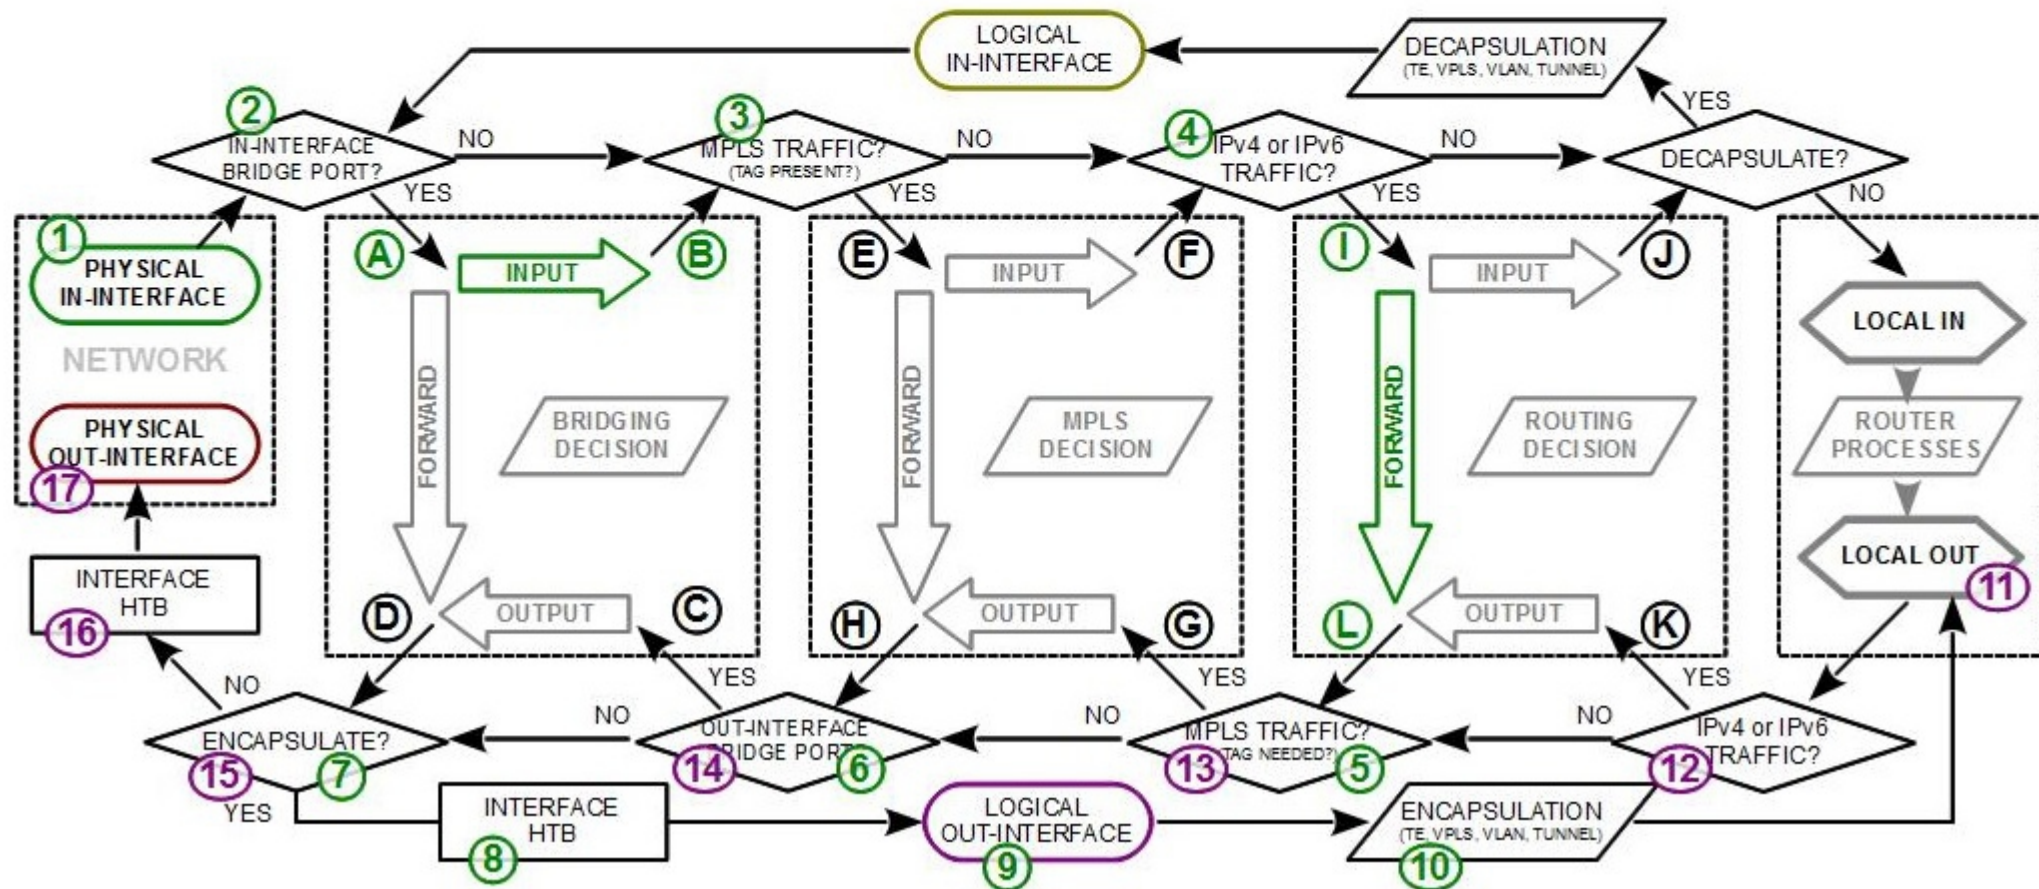 LOGICAL
IN-INTERFACE
DECAPSULATION
(TE, VPLS, VLAN, TUNNEL)
2
IN-INTERFACE
BRIDGE PORT?
NO
YES
3
MPLS TRAFFIC?
(TAG PRESENT?)
NO
YES
4
IPv4 or IPv6
TRAFFIC?
NO
YES
DECAPSULATE?
YES
NO
1
PHYSICAL
IN-INTERFACE
NETWORK
PHYSICAL
OUT-INTERFACE
17
A
INPUT
B
FORWARD
BRIDGING
DECISION
D
OUTPUT
C
E
INPUT
F
FORWARD
MPLS
DECISION
H
OUTPUT
G
I
INPUT
J
FORWARD
ROUTING
DECISION
L
OUTPUT
K
LOCAL IN
ROUTER
PROCESSES
LOCAL OUT
11
INTERFACE
HTB
16
NO
ENCAPSULATE?
15
7
YES
NO
YES
OUT-INTERFACE
BRIDGE PORT?
14
6
NO
YES
MPLS TRAFFIC?
(TAG NEEDED?)
13
5
NO
YES
IPv4 or IPv6
TRAFFIC?
12
INTERFACE
HTB
8
LOGICAL
OUT-INTERFACE
9
ENCAPSULATION
(TE, VPLS, VLAN, TUNNEL)
10